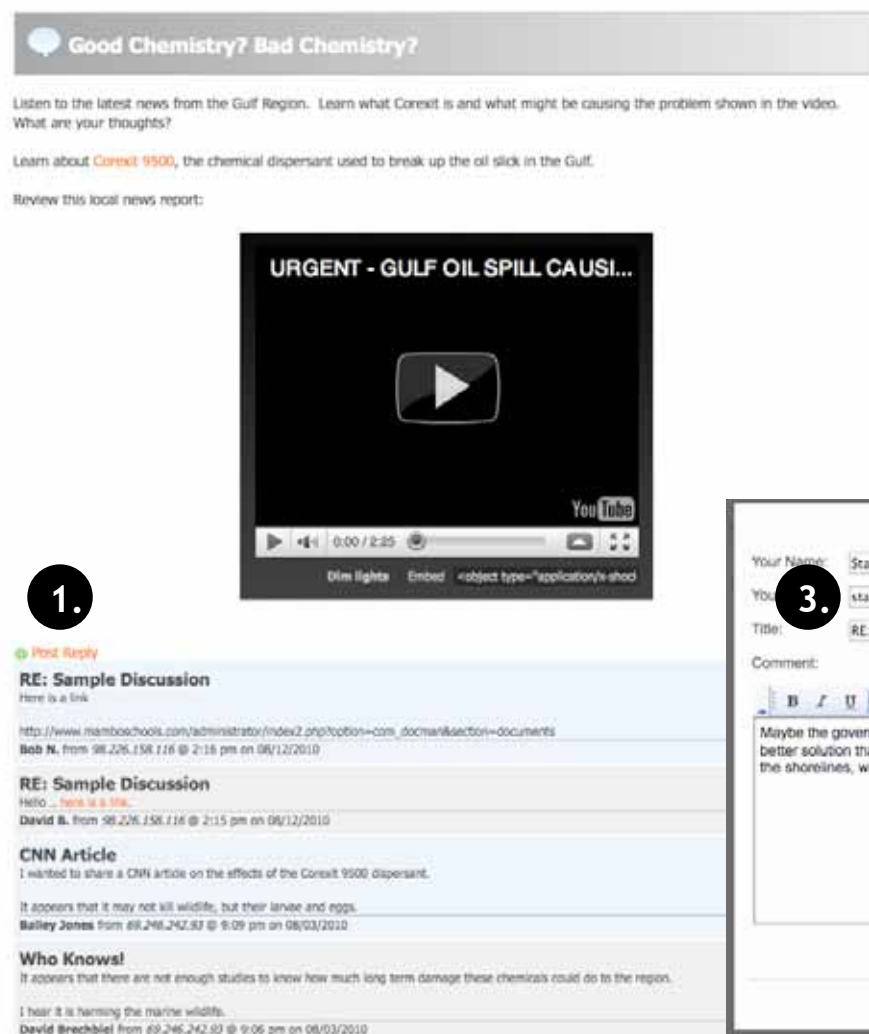 Good Chemistry? Bad Chemistry?
Listen to the latest news from the Gulf Region. Learn what Corexit is and what might be causing the problem shown in the video.
What are your thoughts?
Learn about Corexit 9500, the chemical dispersant used to break up the oil slick in the Gulf.
Review this local news report:
URGENT - GULF OIL SPILL CAUSI...
YouTube
0:00 / 2:25
Dim lights Embed <object type="application/x-shod
1.
Post Reply
RE: Sample Discussion
Here is a link
http://www.mamboschools.com/administrator/index2.php?option=com_docman&section=documents
Bob N. from 98.226.158.116 @ 2:16 pm on 08/12/2010
RE: Sample Discussion
Hello .. here is a link.
David B. from 98.226.158.116 @ 2:15 pm on 08/12/2010
CNN Article
I wanted to share a CNN article on the effects of the Corexit 9500 dispersant.
It appears that it may not kill wildlife, but their larvae and eggs.
Bailey Jones from 69.246.242.93 @ 9:09 pm on 08/03/2010
Who Knows!
It appears that there are not enough studies to know how much long term damage these chemicals could do to the region.
I hear it is harming the marine wildlife.
David Brechbiel from 69.246.242.93 @ 9:06 pm on 08/03/2010
3.
Your Name: Sta
You sta
Title: RE:
Comment:
B I U
Maybe the gover
better solution tha
the shorelines, w